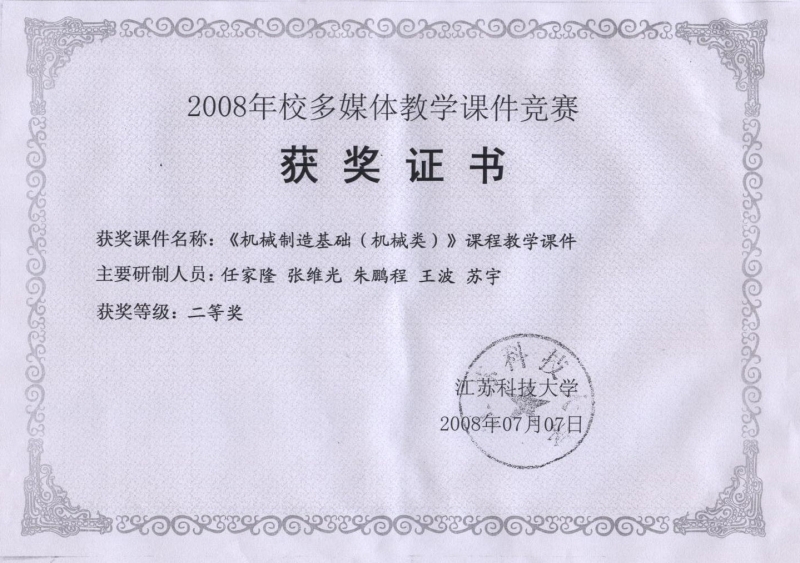 2008年校多媒体教学课件竞赛
获奖证书
获奖课件名称：《机械制造基础（机械类）》课程教学课件
主要研制人员：任家隆 张维光 朱鹏程 王波 苏宇
获奖等级：二等奖
江苏科技大学
2008年07月07日
科技